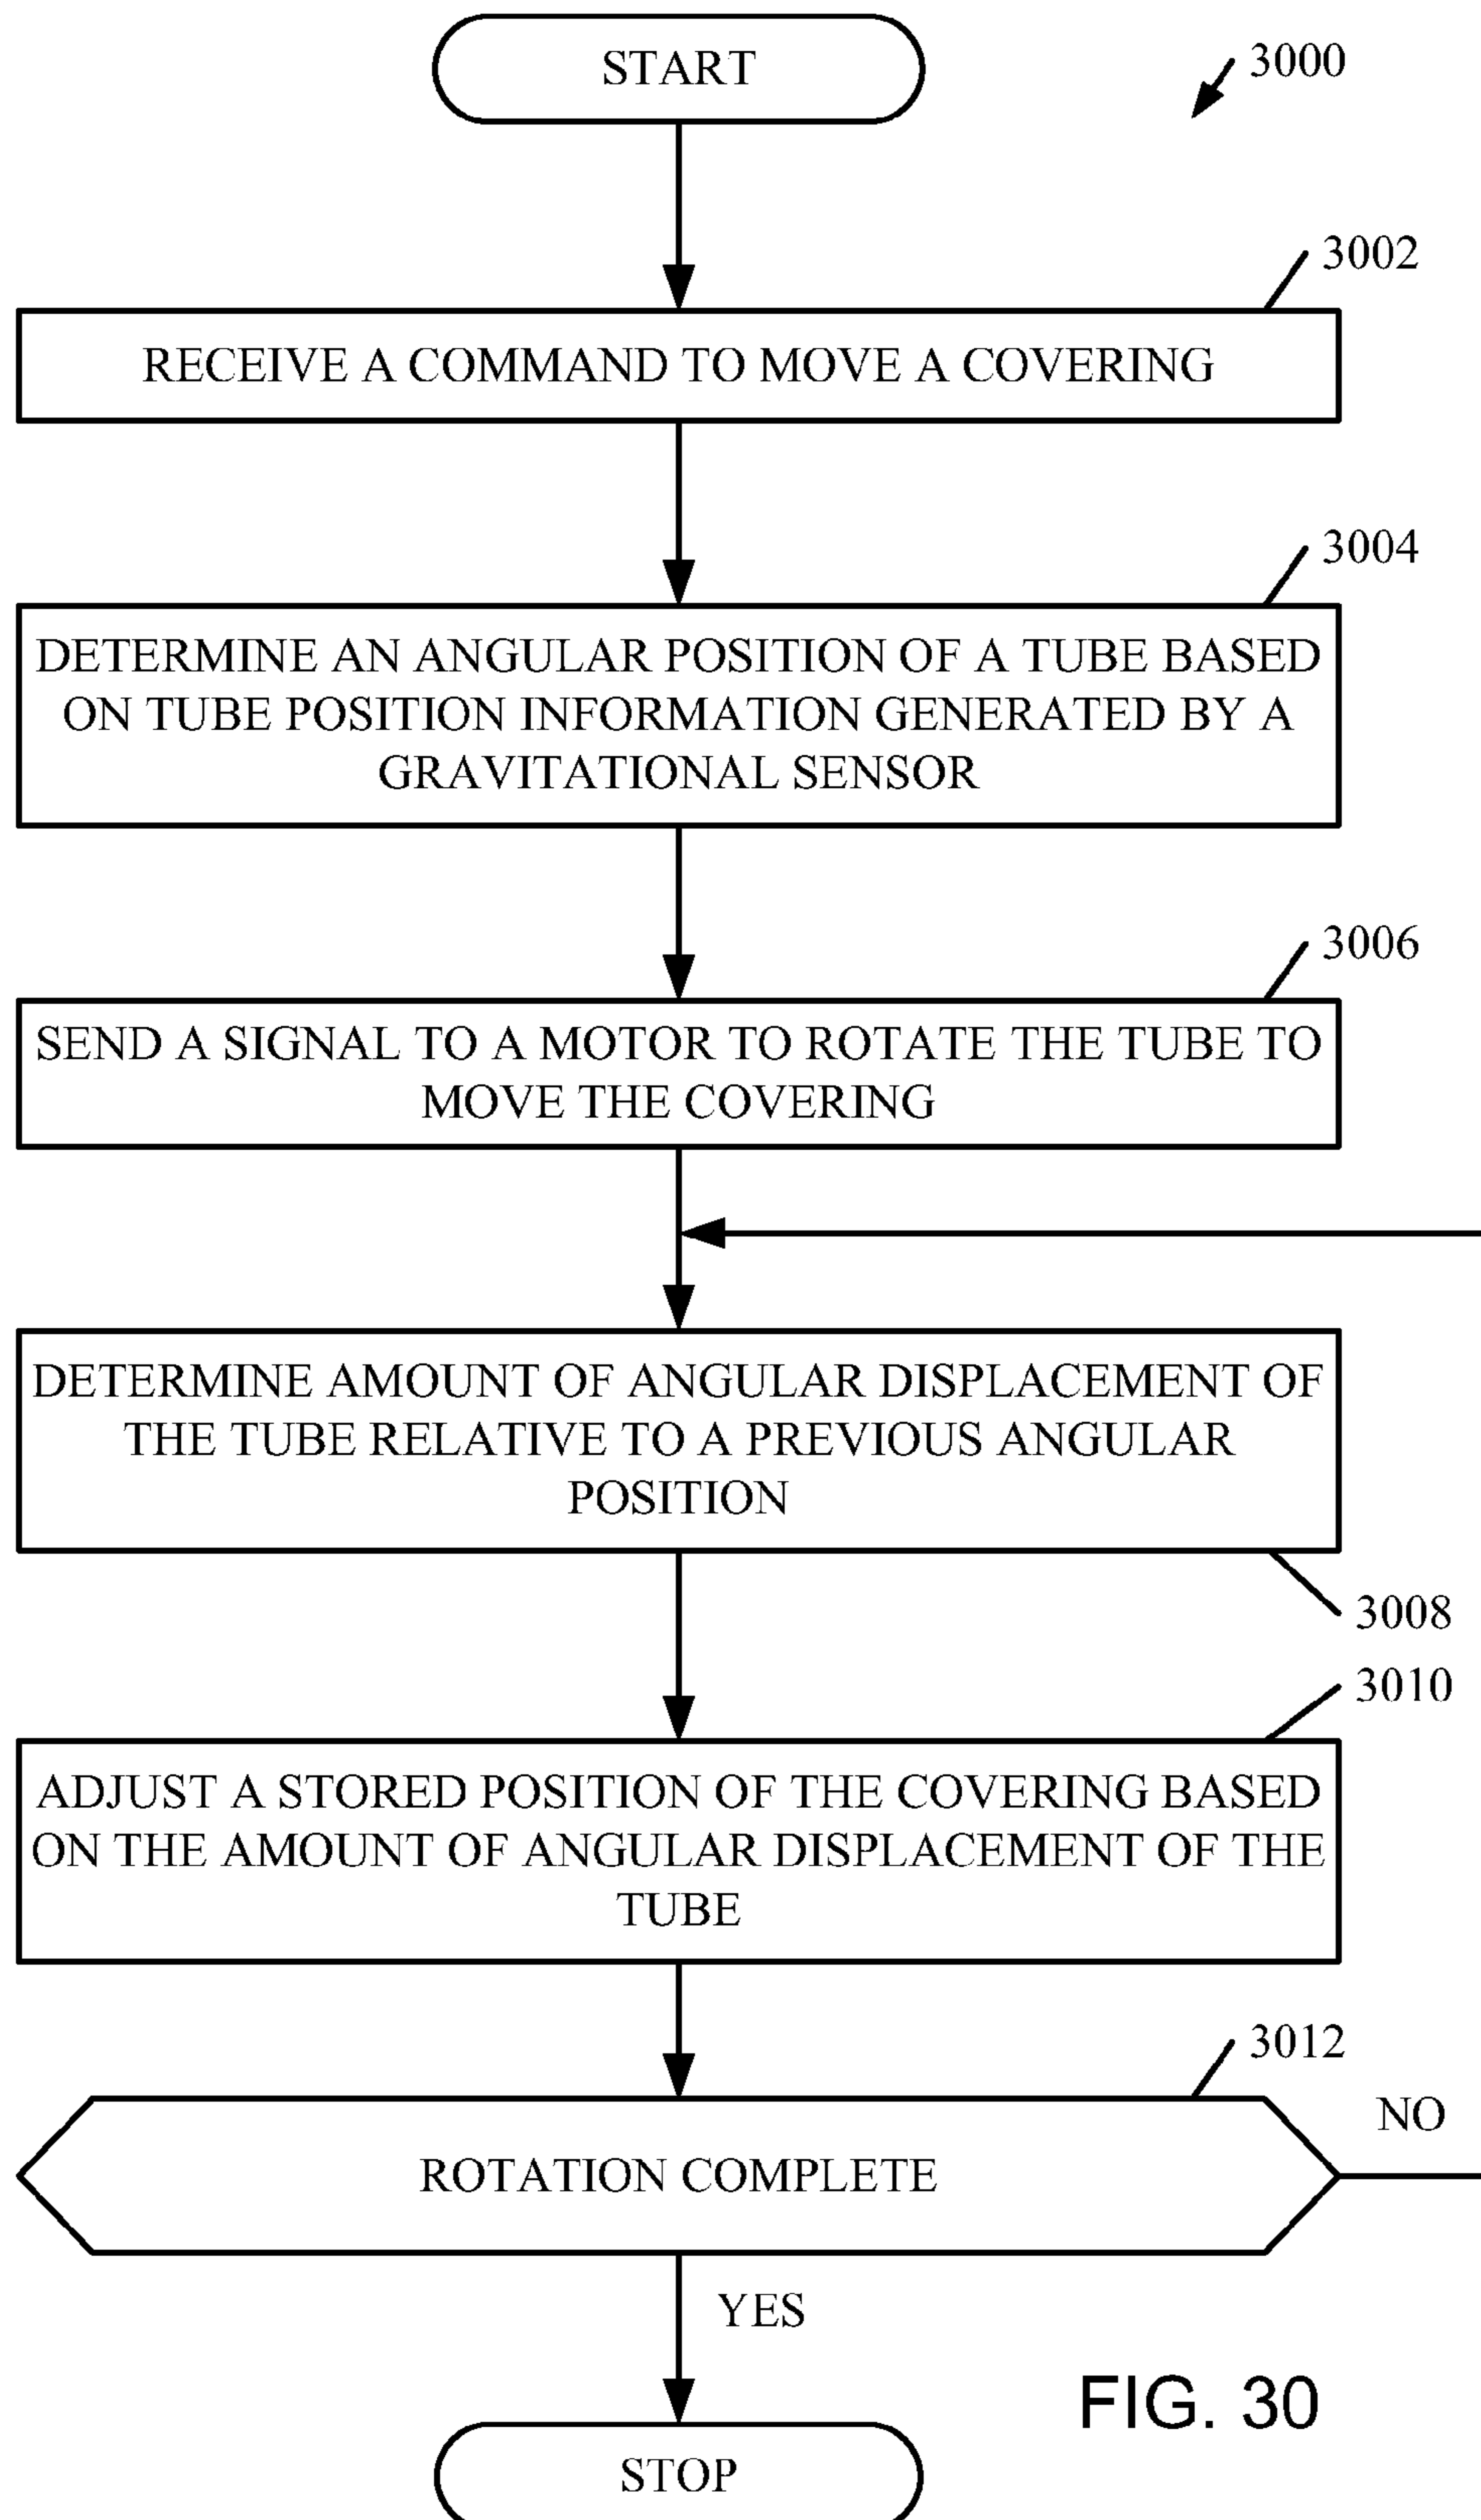 START
3000
3002
RECEIVE A COMMAND TO MOVE A COVERING
3004
DETERMINE AN ANGULAR POSITION OF A TUBE BASED
ON TUBE POSITION INFORMATION GENERATED BY A
GRAVITATIONAL SENSOR
3006
SEND A SIGNAL TO A MOTOR TO ROTATE THE TUBE TO
MOVE THE COVERING
DETERMINE AMOUNT OF ANGULAR DISPLACEMENT OF
THE TUBE RELATIVE TO A PREVIOUS ANGULAR
POSITION
3008
3010
ADJUST A STORED POSITION OF THE COVERING BASED
ON THE AMOUNT OF ANGULAR DISPLACEMENT OF THE
TUBE
3012
NO
ROTATION COMPLETE
YES
FIG. 30
STOP